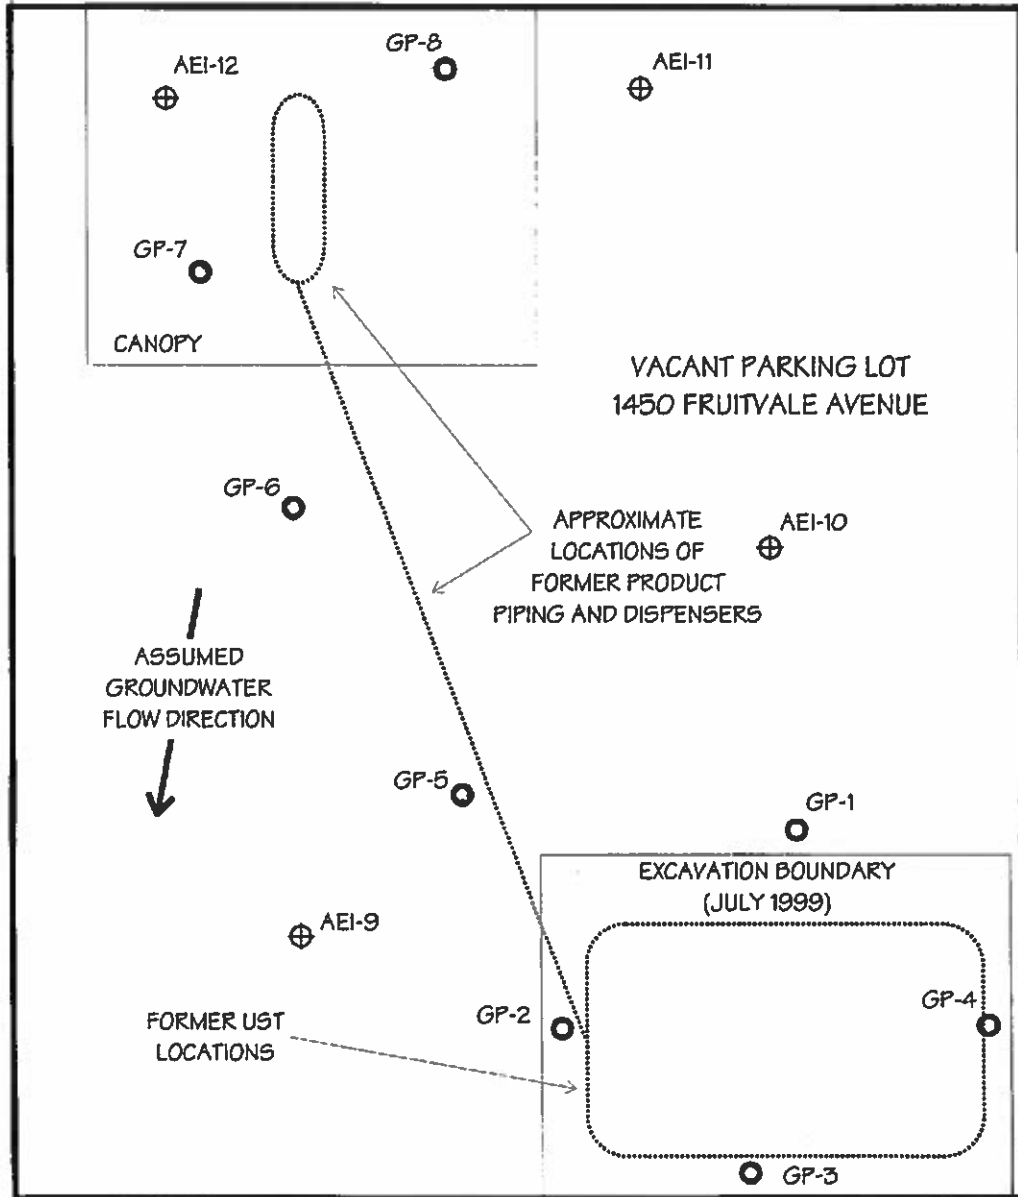 GP-8
AEI-12
AEI-11
GP-7
CANOPY
VACANT PARKING LOT
1450 FRUITVALE AVENUE
GP-6
APPROXIMATE
LOCATIONS OF
FORMER PRODUCT
PIPING AND DISPENSERS
AEI-10
ASSUMED
GROUNDWATER
FLOW DIRECTION
GP-5
GP-1
EXCAVATION BOUNDARY
(JULY 1999)
AEI-9
GP-2
GP-4
FORMER UST
LOCATIONS
GP-3